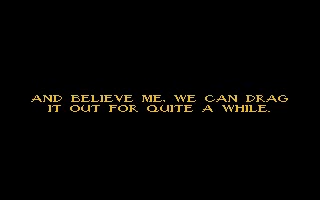 AND BELIEVE ME, WE CAN DRAG
IT OUT FOR QUITE A WHILE.